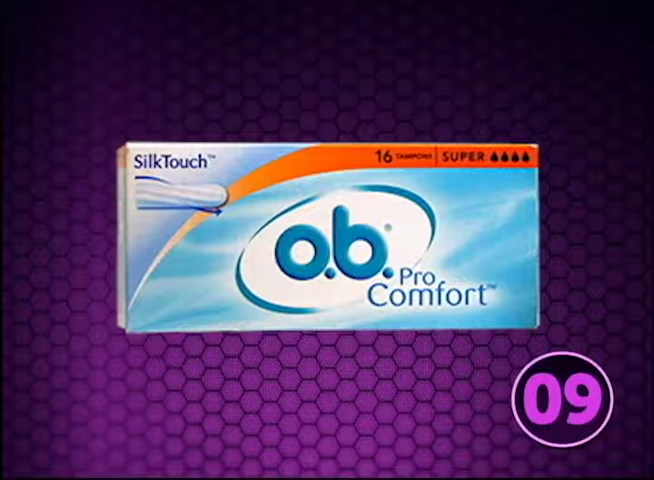 SilkTouch™
16 TAMPONS | SUPER
o.b.®
Pro
Comfort™
09